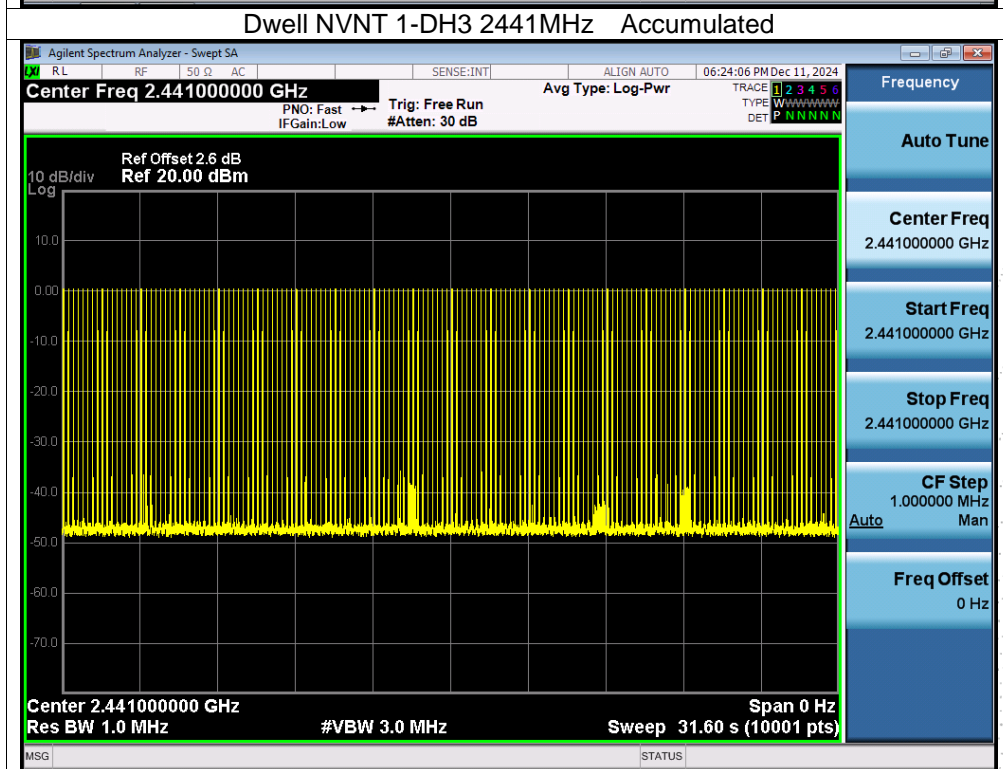 Dwell NVNT 1-DH3 2441MHz Accumulated
Agilent Spectrum Analyzer - Swept SA
LXI RL RF 50 Ω AC SENSE:INT ALIGN AUTO 06:24:06 PM Dec 11, 2024
Center Freq 2.441000000 GHz
PNO: Fast
IFGain:Low
Trig: Free Run
#Atten: 30 dB
Avg Type: Log-Pwr
TRACE 1 2 3 4 5 6
TYPE WWWWWWW
DET P N N N N N
Ref Offset 2.6 dB
10 dB/div Ref 20.00 dBm
Log
10.0
0.00
-10.0
-20.0
-30.0
-40.0
-50.0
-60.0
-70.0
Center 2.441000000 GHz Span 0 Hz
Res BW 1.0 MHz #VBW 3.0 MHz Sweep 31.60 s (10001 pts)
MSG STATUS
Frequency
Auto Tune
Center Freq
2.441000000 GHz
Start Freq
2.441000000 GHz
Stop Freq
2.441000000 GHz
CF Step
1.000000 MHz
Auto Man
Freq Offset
0 Hz